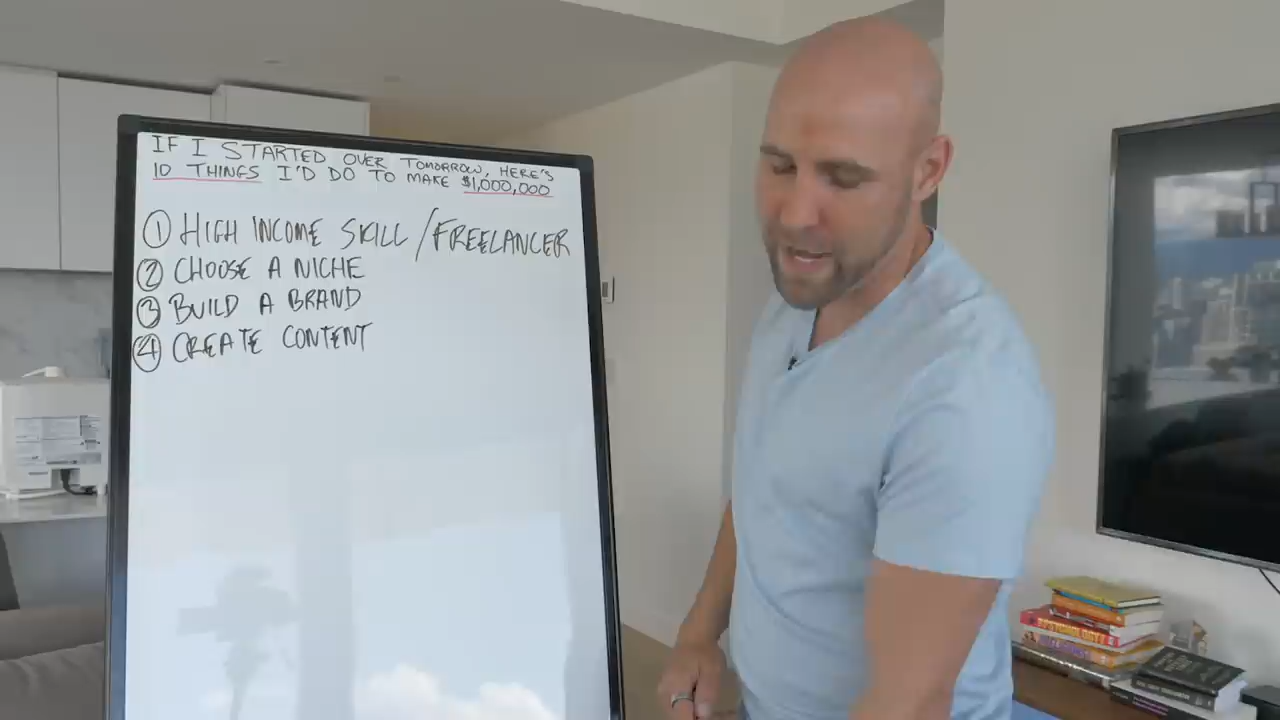 IF I STARTED OVER TOMORROW, HERE'S
10 THINGS I'D DO TO MAKE $1,000,000
1 HIGH INCOME SKILL/FREELANCER
2 CHOOSE A NICHE
3 BUILD A BRAND
4 CREATE CONTENT